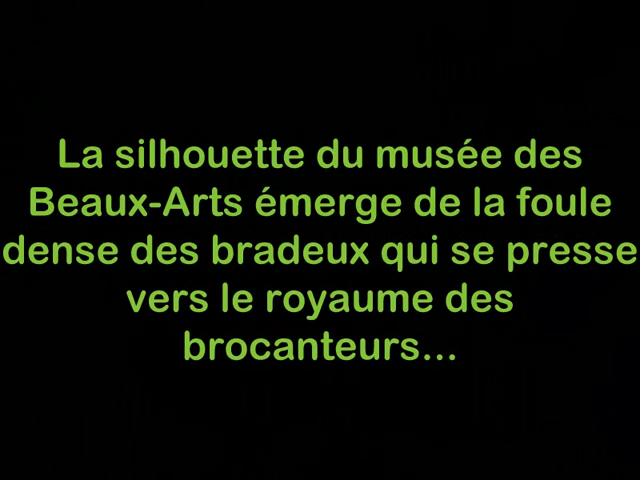 La silhouette du musée des
Beaux-Arts émerge de la foule
dense des bradeux qui se presse
vers le royaume des
brocanteurs...